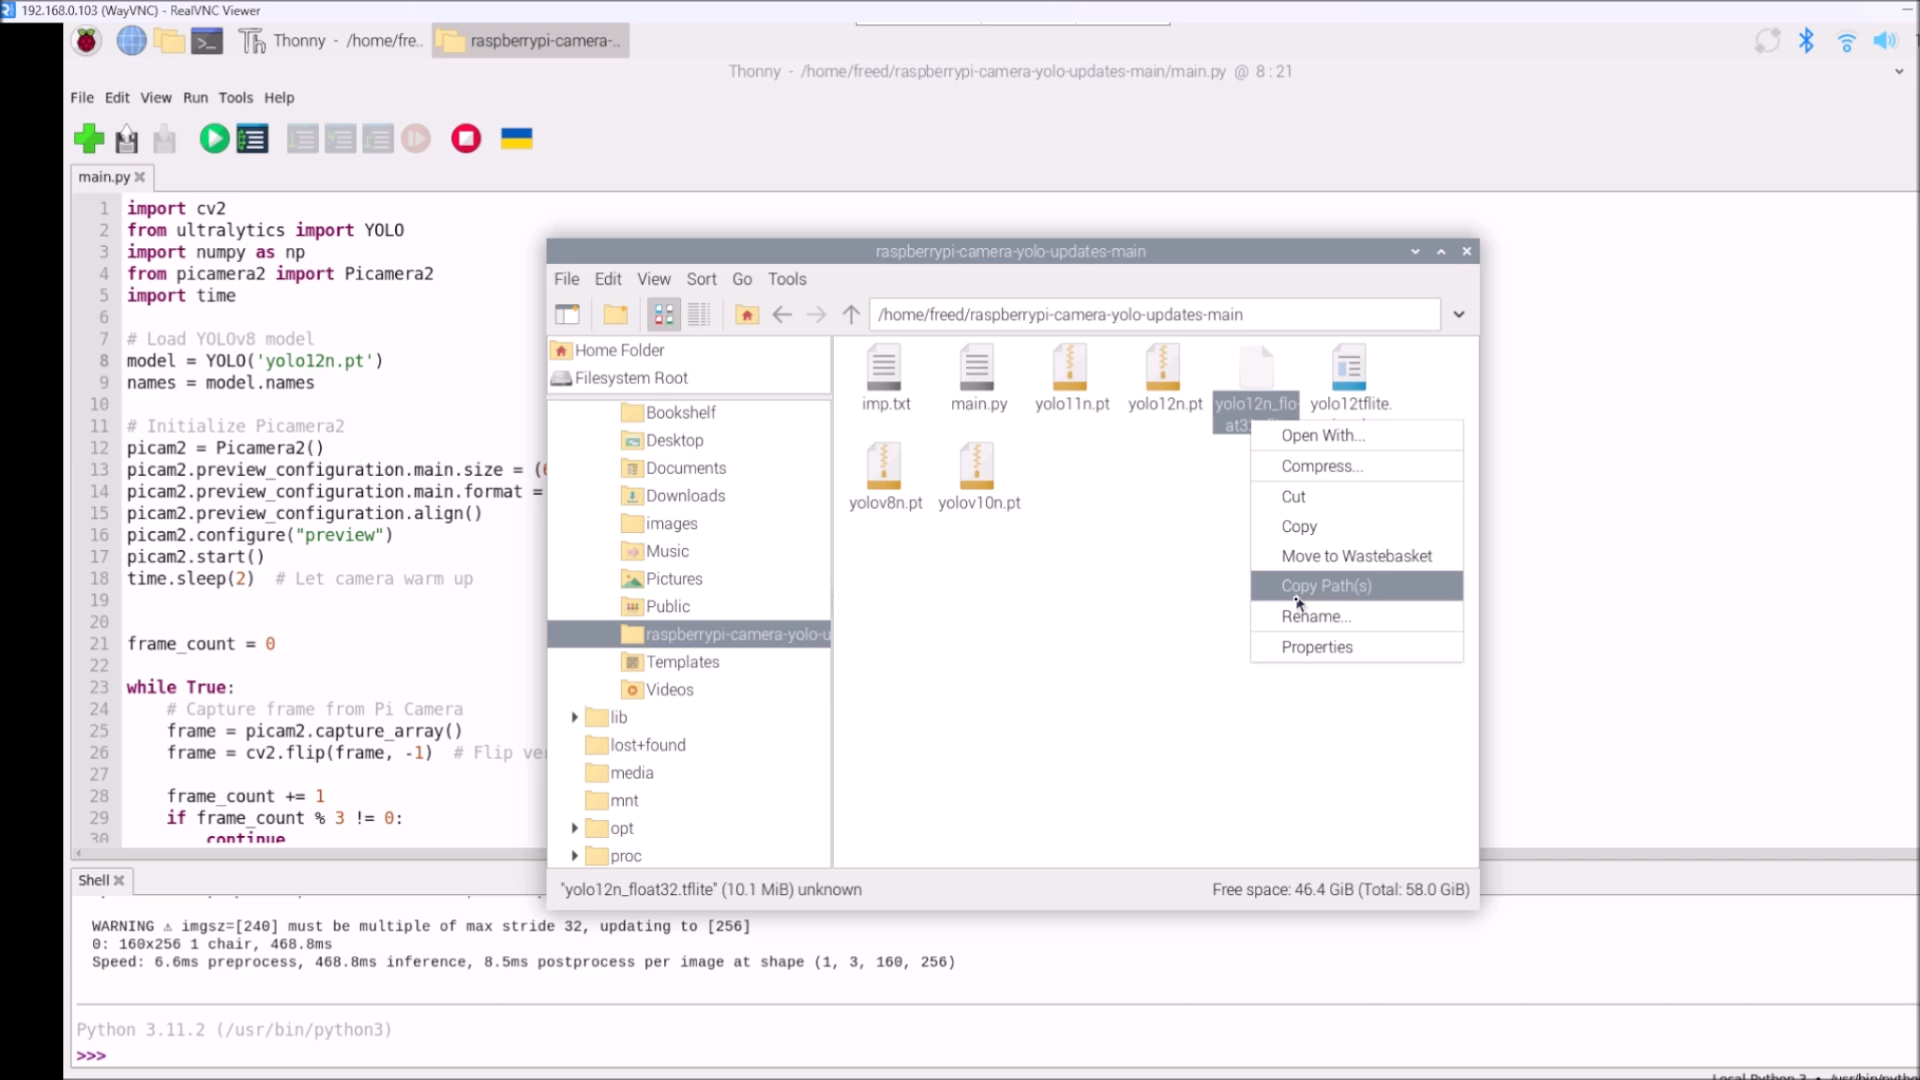 192.168.0.103 (WayVNC) - RealVNC Viewer
Thonny - /home/fre..
raspberrypi-camera-..
Thonny - /home/freed/raspberrypi-camera-yolo-updates-main/main.py @ 8:21
File Edit View Run Tools Help
main.py
1 import cv2
2 from ultralytics import YOLO
3 import numpy as np
4 from picamera2 import Picamera2
5 import time
6
7 # Load YOLOv8 model
8 model = YOLO('yolo12n.pt')
9 names = model.names
10
11 # Initialize Picamera2
12 picam2 = Picamera2()
13 picam2.preview_configuration.main.size = (
14 picam2.preview_configuration.main.format =
15 picam2.preview_configuration.align()
16 picam2.configure("preview")
17 picam2.start()
18 time.sleep(2) # Let camera warm up
19
20
21 frame_count = 0
22
23 while True:
24 # Capture frame from Pi Camera
25 frame = picam2.capture_array()
26 frame = cv2.flip(frame, -1) # Flip ve
27
28 frame_count += 1
29 if frame_count % 3 != 0:
30 continue
raspberrypi-camera-yolo-updates-main
File Edit View Sort Go Tools
/home/freed/raspberrypi-camera-yolo-updates-main
Home Folder
Filesystem Root
Bookshelf
Desktop
Documents
Downloads
images
Music
Pictures
Public
raspberrypi-camera-yolo-u
Templates
Videos
lib
lost+found
media
mnt
opt
proc
imp.txt
main.py
yolo11n.pt
yolo12n.pt
yolo12n_flo
at3
yolo12tflite.
yolov8n.pt
yolov10n.pt
Open With...
Compress...
Cut
Copy
Move to Wastebasket
Copy Path(s)
Rename...
Properties
"yolo12n_float32.tflite" (10.1 MiB) unknown
Free space: 46.4 GiB (Total: 58.0 GiB)
Shell
WARNING ⚠ imgsz=[240] must be multiple of max stride 32, updating to [256]
0: 160x256 1 chair, 468.8ms
Speed: 6.6ms preprocess, 468.8ms inference, 8.5ms postprocess per image at shape (1, 3, 160, 256)
Python 3.11.2 (/usr/bin/python3)
>>>